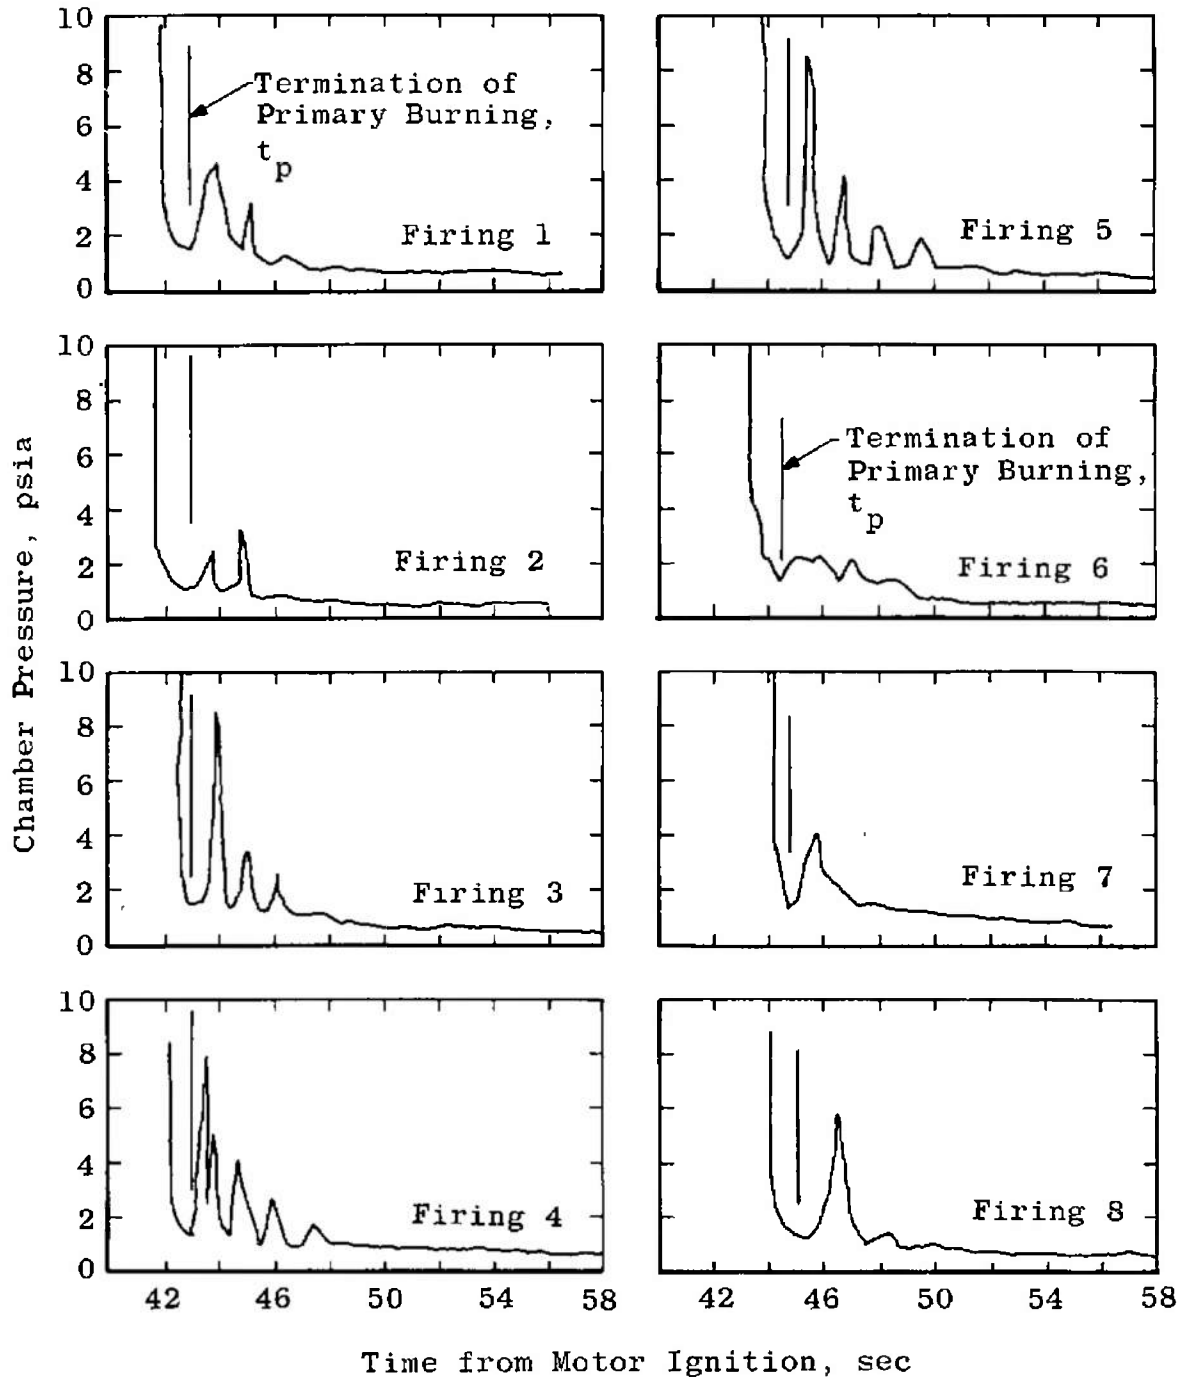 Chamber Pressure, psia
10
8
6
4
2
0
Termination of
Primary Burning,
tp
Firing 1
Firing 5
10
8
6
4
2
0
Firing 2
Termination of
Primary Burning,
tp
Firing 6
10
8
6
4
2
0
Firing 3
Firing 7
10
8
6
4
2
0
Firing 4
Firing 8
42 46 50 54 58
42 46 50 54 58
Time from Motor Ignition, sec